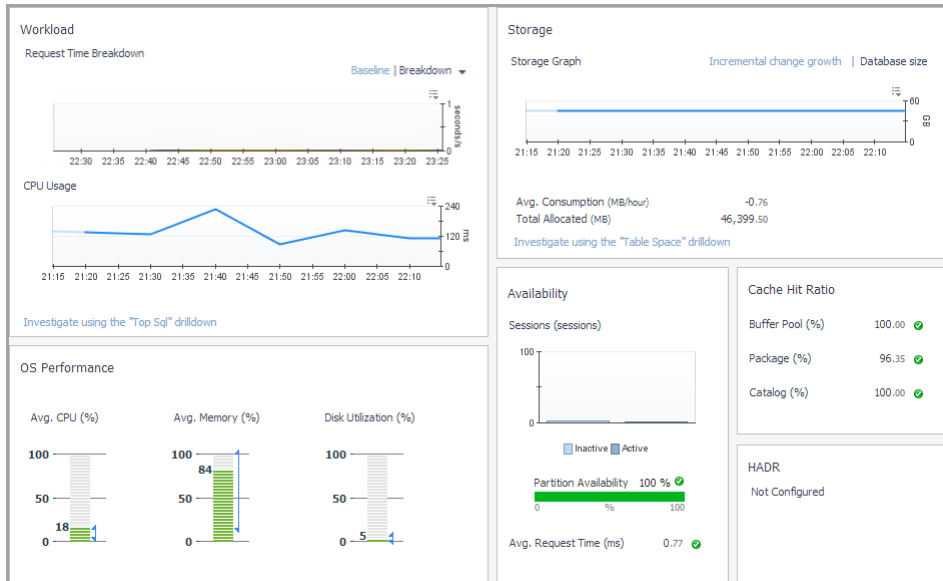 Workload
Request Time Breakdown
Baseline | Breakdown
1
seconds/s
0
22:30 22:35 22:40 22:45 22:50 22:55 23:00 23:05 23:10 23:15 23:20 23:25
CPU Usage
240
120
ms
0
21:15 21:20 21:25 21:30 21:35 21:40 21:45 21:50 21:55 22:00 22:05 22:10
Investigate using the "Top Sql" drilldown
OS Performance
Avg. CPU (%) Avg. Memory (%) Disk Utilization (%)
100 100 100
84
50 50 50
18 5
0 0 0
Storage
Storage Graph Incremental change growth | Database size
60
GB
0
21:15 21:20 21:25 21:30 21:35 21:40 21:45 21:50 21:55 22:00 22:05 22:10
Avg. Consumption (MB/hour) -0.76
Total Allocated (MB) 46,399.50
Investigate using the "Table Space" drilldown
Availability
Sessions (sessions)
100
0
Inactive Active
Partition Availability 100 %
0 % 100
Avg. Request Time (ms) 0.77
Cache Hit Ratio
Buffer Pool (%) 100.00
Package (%) 96.35
Catalog (%) 100.00
HADR
Not Configured